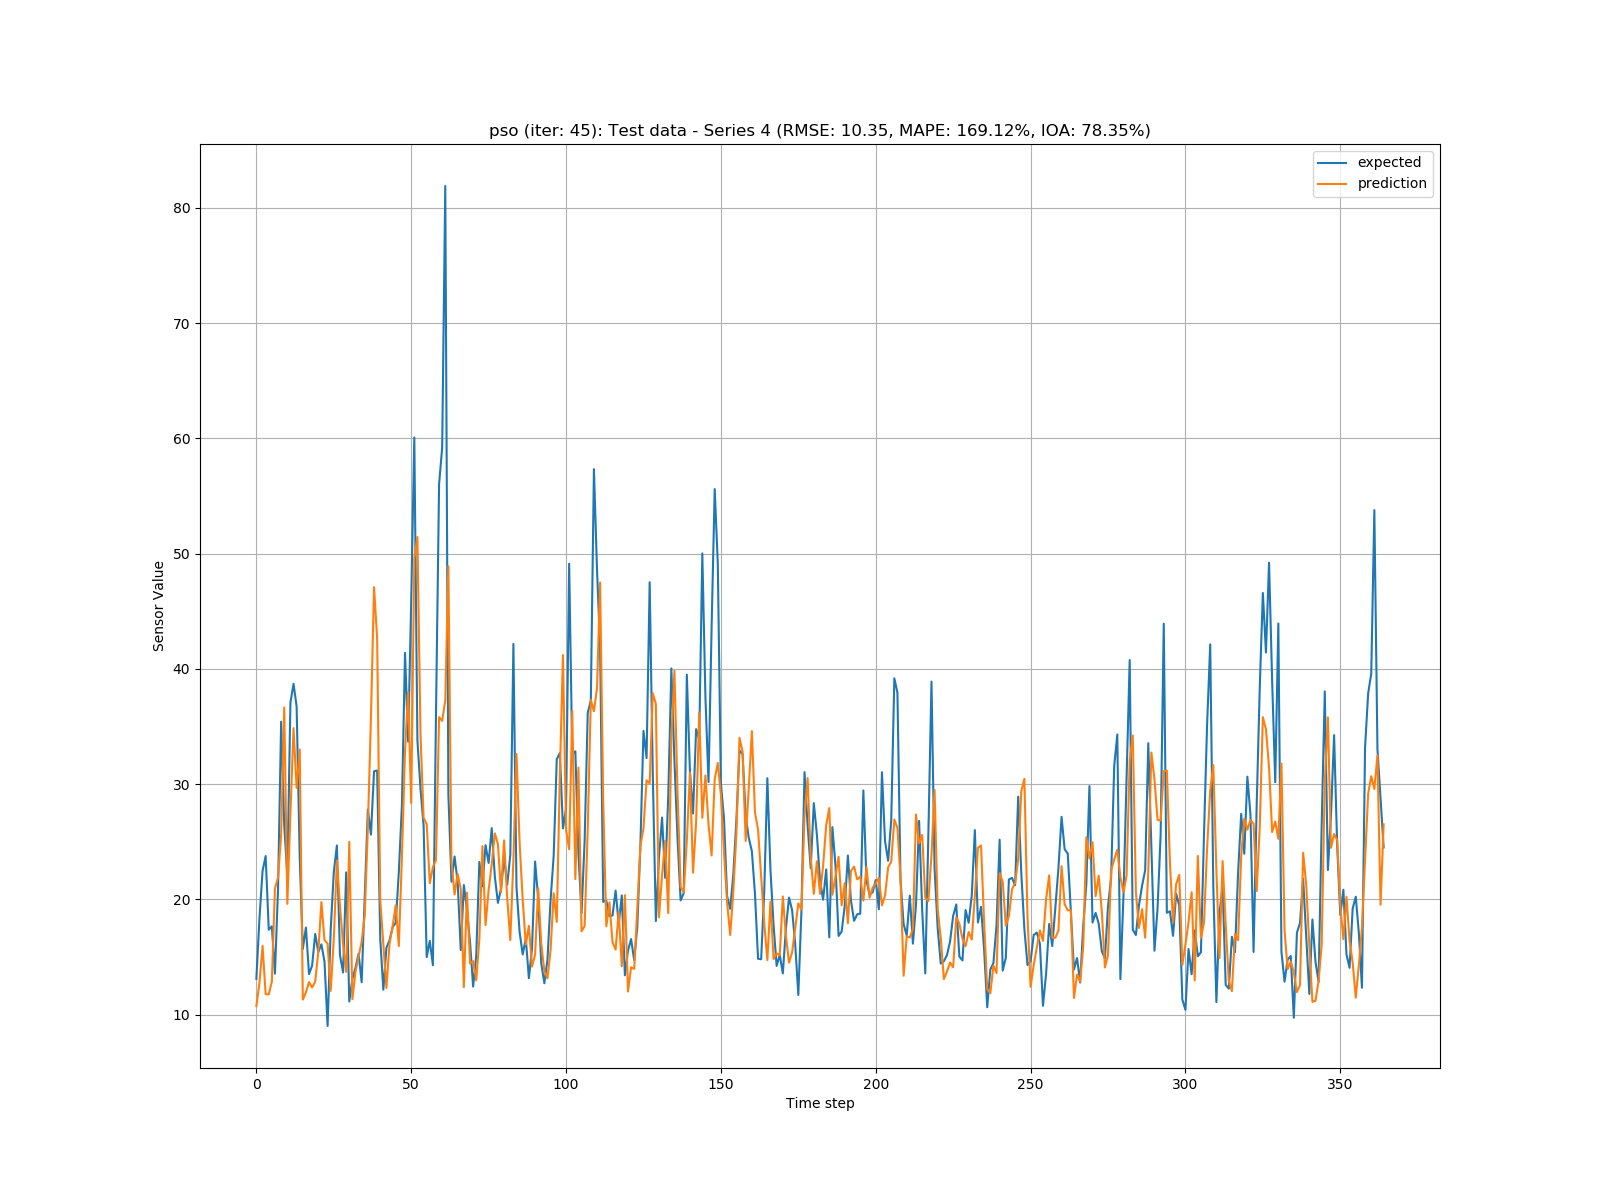 pso (iter: 45): Test data - Series 4 (RMSE: 10.35, MAPE: 169.12%, IOA: 78.35%)
expected
prediction
80
70
60
50
40
30
20
10
Sensor Value
0 50 100 150 200 250 300 350
Time step